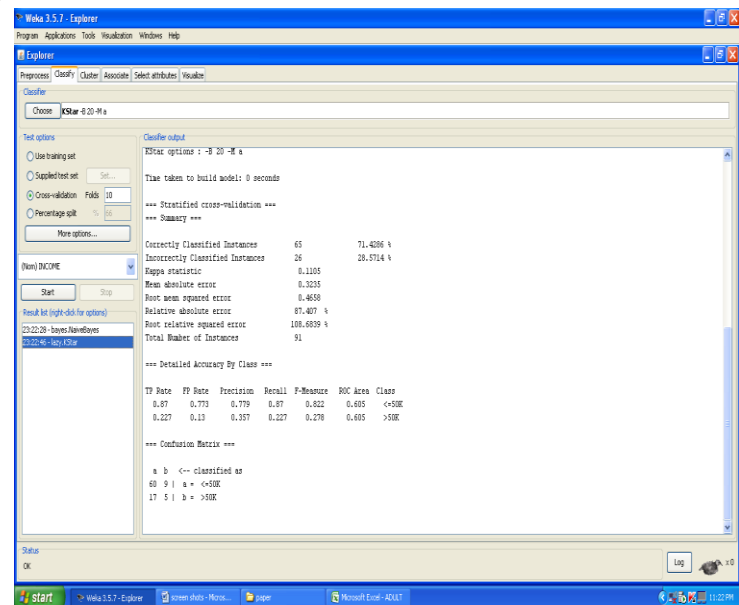 Weka 3.5.7 - Explorer
Program Applications Tools Visualization Windows Help
Explorer
Preprocess Classify Cluster Associate Select attributes Visualize
Classifier
Choose KStar -B 20 -M a
Test options
Use training set
Supplied test set Set...
Cross-validation Folds 10
Percentage split % 66
More options...
(Nom) INCOME
Start Stop
Result list (right-click for options)
23:22:28 - bayes.NaiveBayes
23:22:46 - lazy.KStar
Classifier output
KStar options : -B 20 -M a
Time taken to build model: 0 seconds
=== Stratified cross-validation ===
=== Summary ===
Correctly Classified Instances 65 71.4286 %
Incorrectly Classified Instances 26 28.5714 %
Kappa statistic 0.1105
Mean absolute error 0.3235
Root mean squared error 0.4658
Relative absolute error 87.407 %
Root relative squared error 108.6839 %
Total Number of Instances 91
=== Detailed Accuracy By Class ===
TP Rate FP Rate Precision Recall F-Measure ROC Area Class
0.87 0.773 0.779 0.87 0.822 0.605 <=50K
0.227 0.13 0.357 0.227 0.278 0.605 >50K
=== Confusion Matrix ===
a b <-- classified as
60 9 | a = <=50K
17 5 | b = >50K
Status
OK
Log x 0
start Weka 3.5.7 - Explorer screen shots - Micros... paper Microsoft Excel - ADULT 11:22 PM